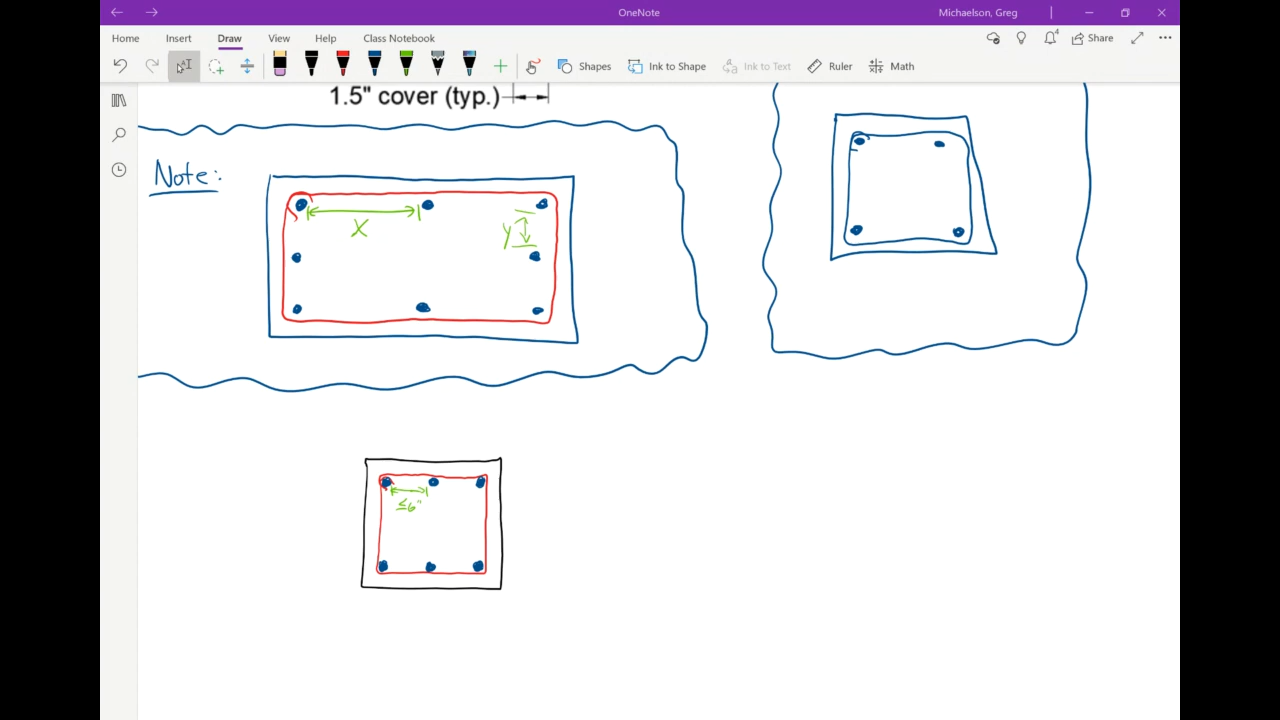 OneNote
Michaelson, Greg
Home Insert Draw View Help Class Notebook
4
Share
Shapes
Ink to Shape
Ink to Text
Ruler
Math
1.5" cover (typ.)
Note:
X
y
≤6"